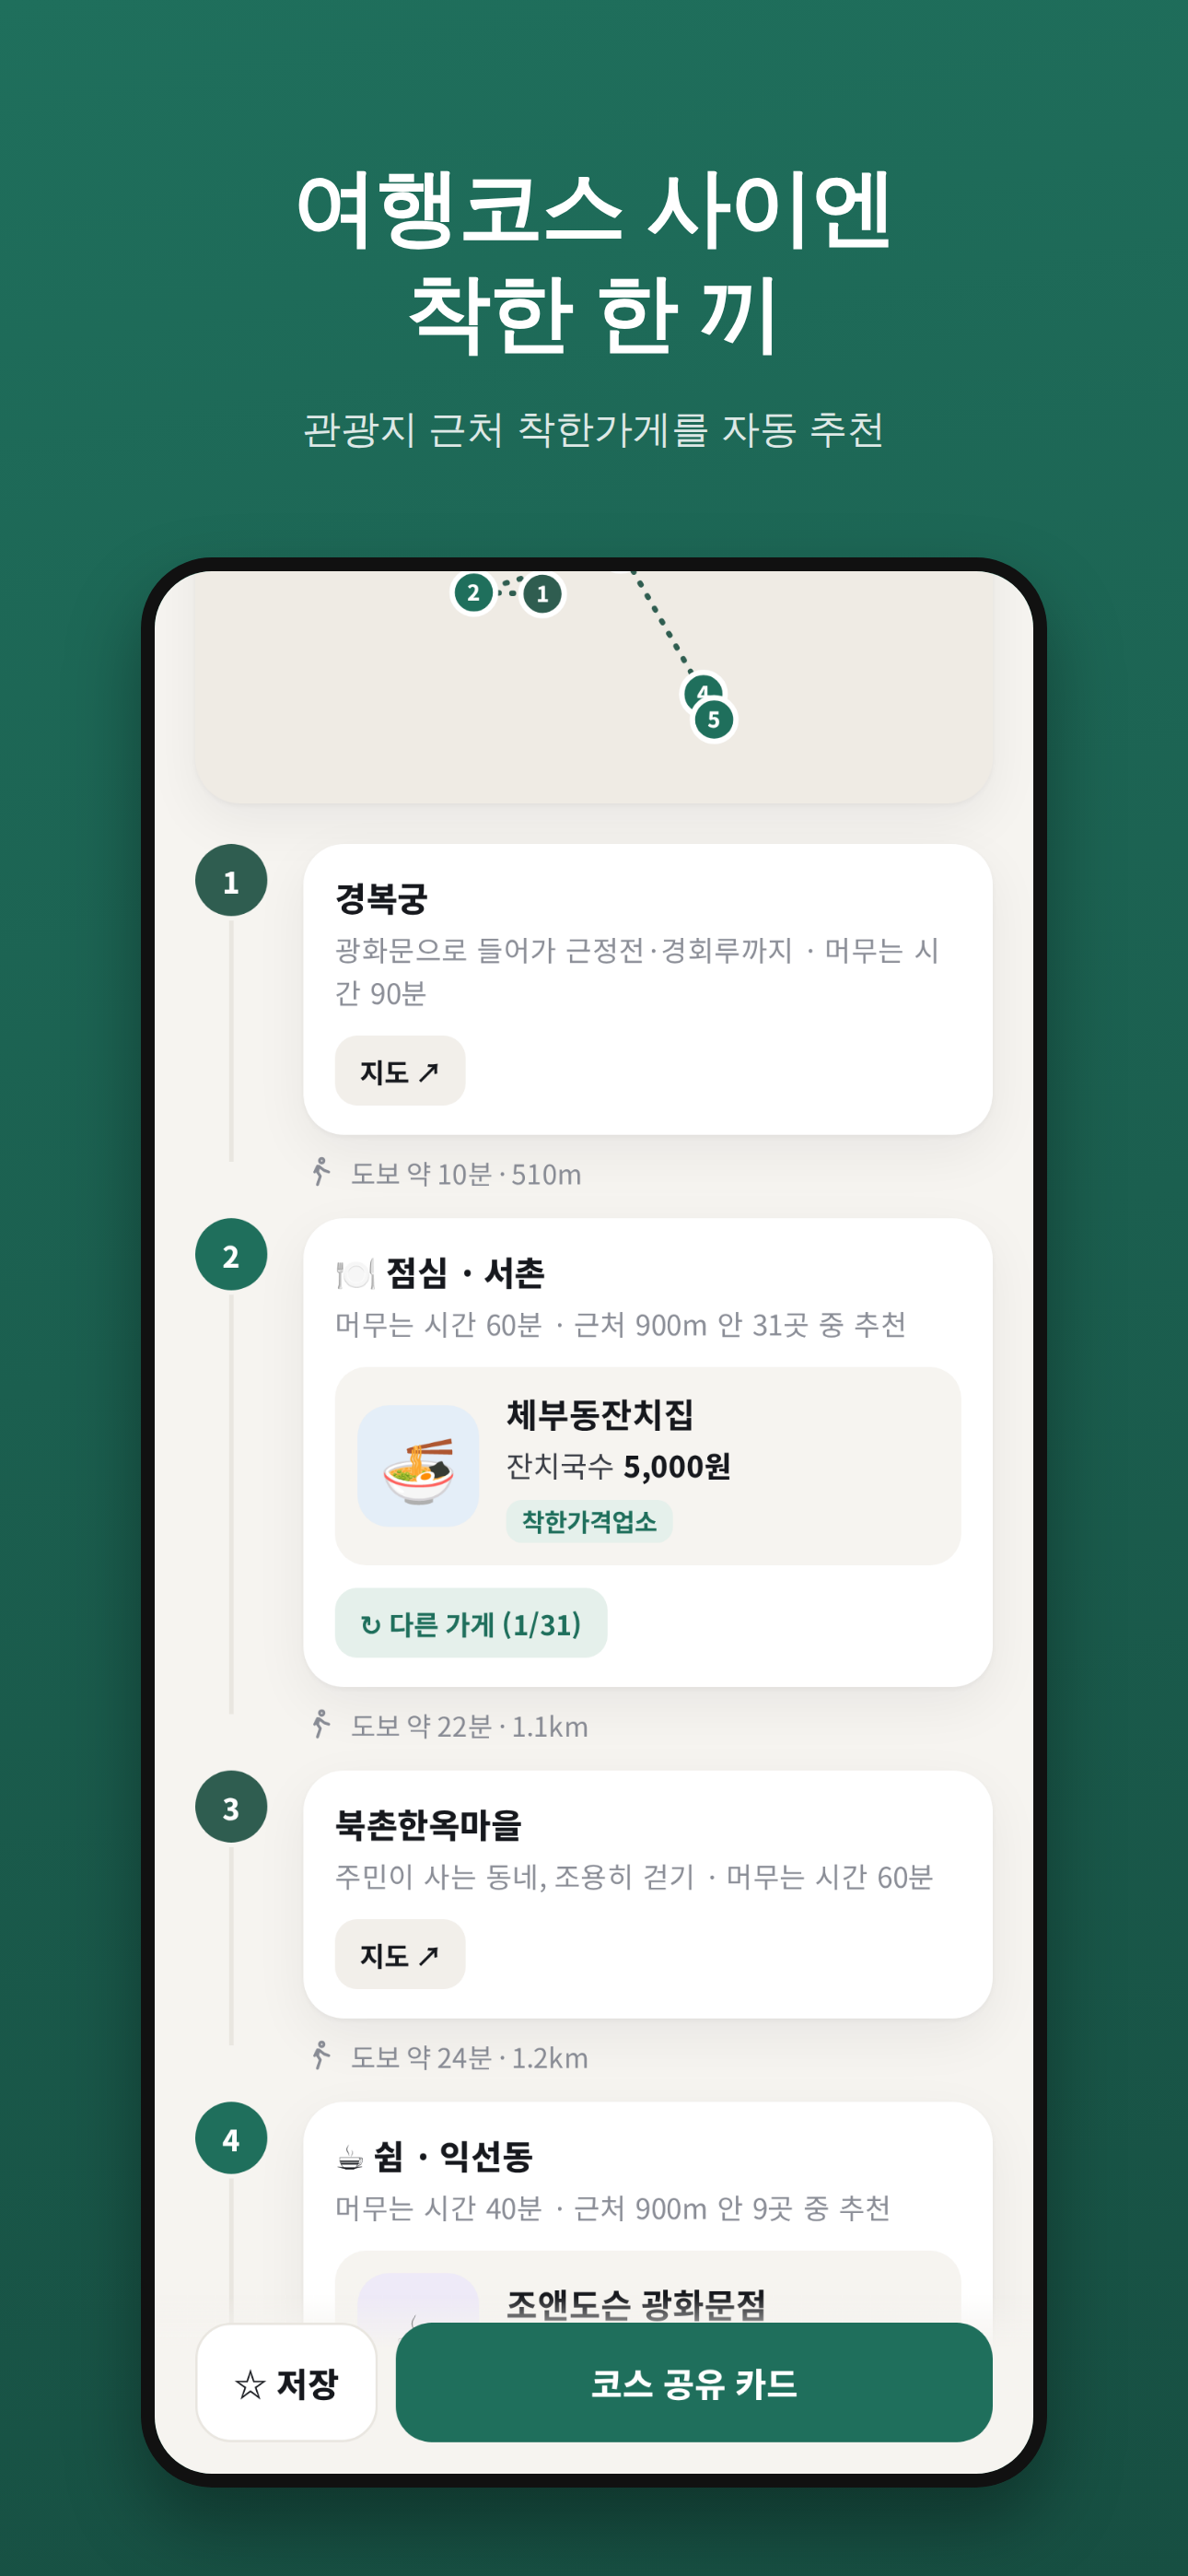 여행코스 사이엔
착한 한 끼
관광지 근처 착한가게를 자동 추천
2 1
4
5
1
경복궁
광화문으로 들어가 근정전·경회루까지 · 머무는 시
간 90분
지도 ↗
도보 약 10분 · 510m
2
🍽️ 점심 · 서촌
머무는 시간 60분 · 근처 900m 안 31곳 중 추천
체부동잔치집
잔치국수 5,000원
착한가격업소
↻ 다른 가게 (1/31)
도보 약 22분 · 1.1km
3
북촌한옥마을
주민이 사는 동네, 조용히 걷기 · 머무는 시간 60분
지도 ↗
도보 약 24분 · 1.2km
4
☕ 쉼 · 익선동
머무는 시간 40분 · 근처 900m 안 9곳 중 추천
조앤도슨 광화문점
☆ 저장
코스 공유 카드